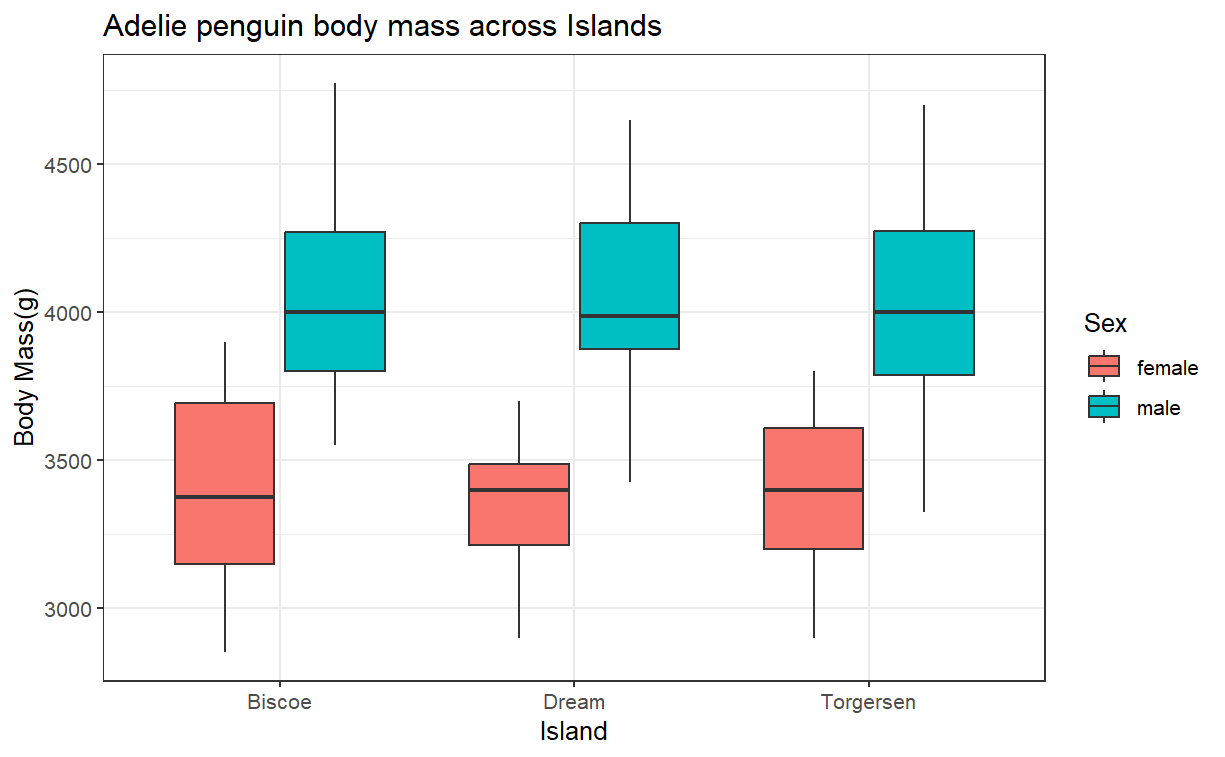 Adelie penguin body mass across Islands
Body Mass(g)
4500
4000
3500
3000
Biscoe
Dream
Torgersen
Island
Sex
female
male